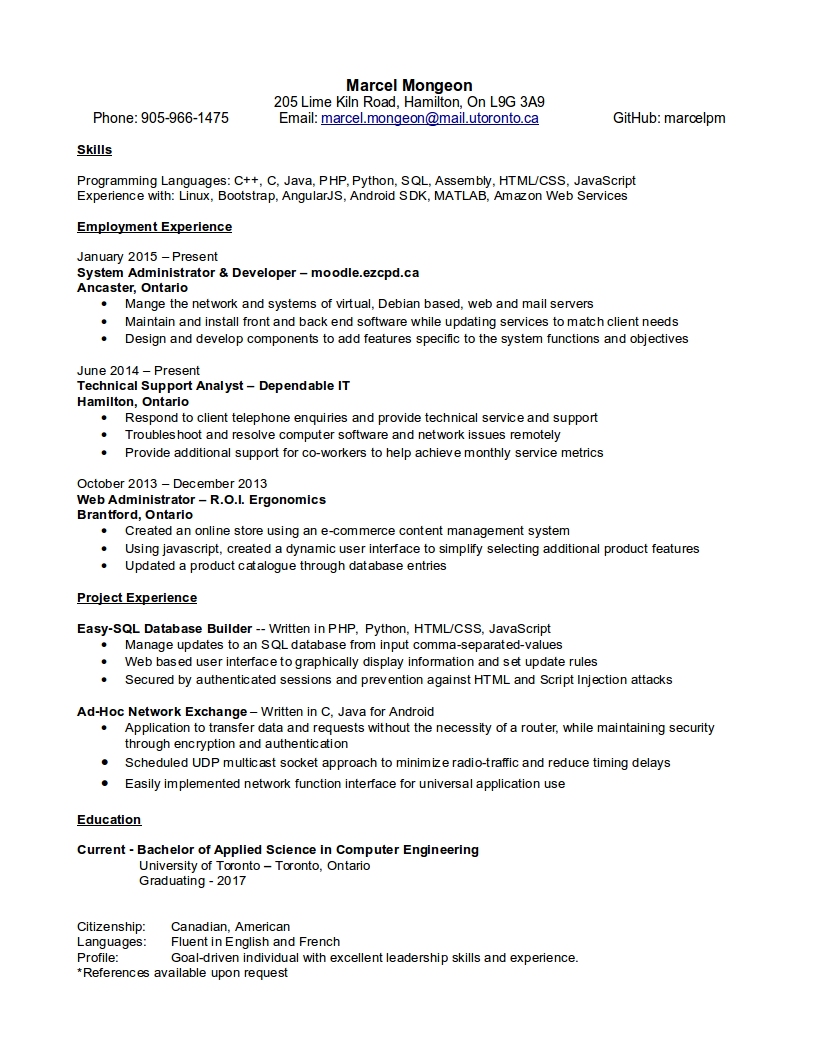 Marcel Mongeon
205 Lime Kiln Road, Hamilton, On L9G 3A9
Phone: 905-966-1475 Email: marcel.mongeon@mail.utoronto.ca GitHub: marcelpm
Skills
Programming Languages: C++, C, Java, PHP, Python, SQL, Assembly, HTML/CSS, JavaScript
Experience with: Linux, Bootstrap, AngularJS, Android SDK, MATLAB, Amazon Web Services
Employment Experience
January 2015 – Present
System Administrator & Developer – moodle.ezcpd.ca
Ancaster, Ontario
• Mange the network and systems of virtual, Debian based, web and mail servers
• Maintain and install front and back end software while updating services to match client needs
• Design and develop components to add features specific to the system functions and objectives
June 2014 – Present
Technical Support Analyst – Dependable IT
Hamilton, Ontario
• Respond to client telephone enquiries and provide technical service and support
• Troubleshoot and resolve computer software and network issues remotely
• Provide additional support for co-workers to help achieve monthly service metrics
October 2013 – December 2013
Web Administrator – R.O.I. Ergonomics
Brantford, Ontario
• Created an online store using an e-commerce content management system
• Using javascript, created a dynamic user interface to simplify selecting additional product features
• Updated a product catalogue through database entries
Project Experience
Easy-SQL Database Builder -- Written in PHP, Python, HTML/CSS, JavaScript
• Manage updates to an SQL database from input comma-separated-values
• Web based user interface to graphically display information and set update rules
• Secured by authenticated sessions and prevention against HTML and Script Injection attacks
Ad-Hoc Network Exchange – Written in C, Java for Android
• Application to transfer data and requests without the necessity of a router, while maintaining security
through encryption and authentication
• Scheduled UDP multicast socket approach to minimize radio-traffic and reduce timing delays
• Easily implemented network function interface for universal application use
Education
Current - Bachelor of Applied Science in Computer Engineering
University of Toronto – Toronto, Ontario
Graduating - 2017
Citizenship: Canadian, American
Languages: Fluent in English and French
Profile: Goal-driven individual with excellent leadership skills and experience.
*References available upon request